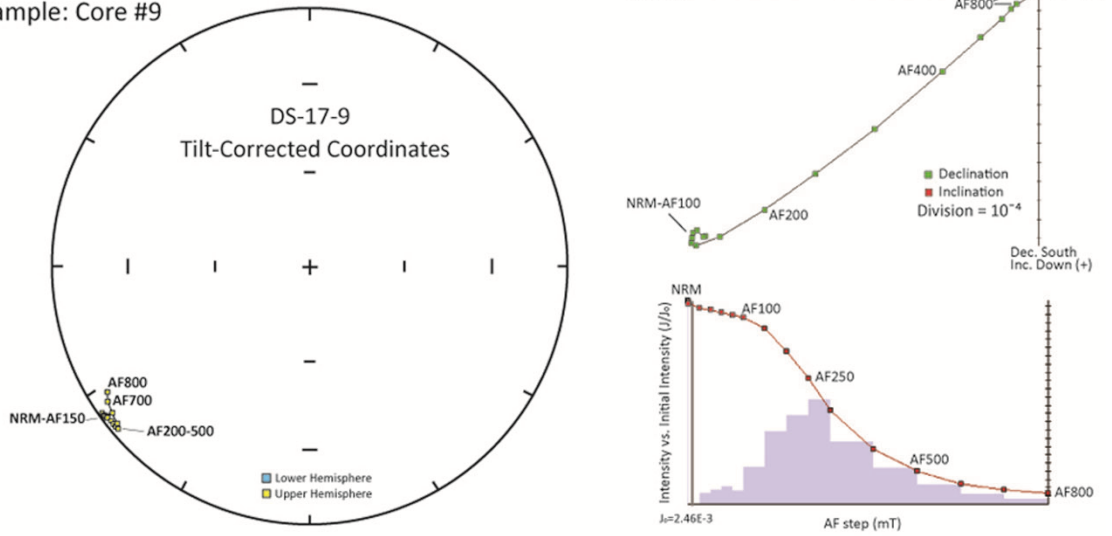 ample: Core #9
DS-17-9
Tilt-Corrected Coordinates
AF800
AF700
NRM-AF150
AF200-500
Lower Hemisphere
Upper Hemisphere
AF800
AF400
Declination
Inclination
Division = 10⁻⁴
NRM-AF100
AF200
Dec. South
Inc. Down (+)
NRM
AF100
AF250
AF500
AF800
Intensity vs. Initial Intensity (J/J₀)
J₀=2.46E-3
AF step (mT)